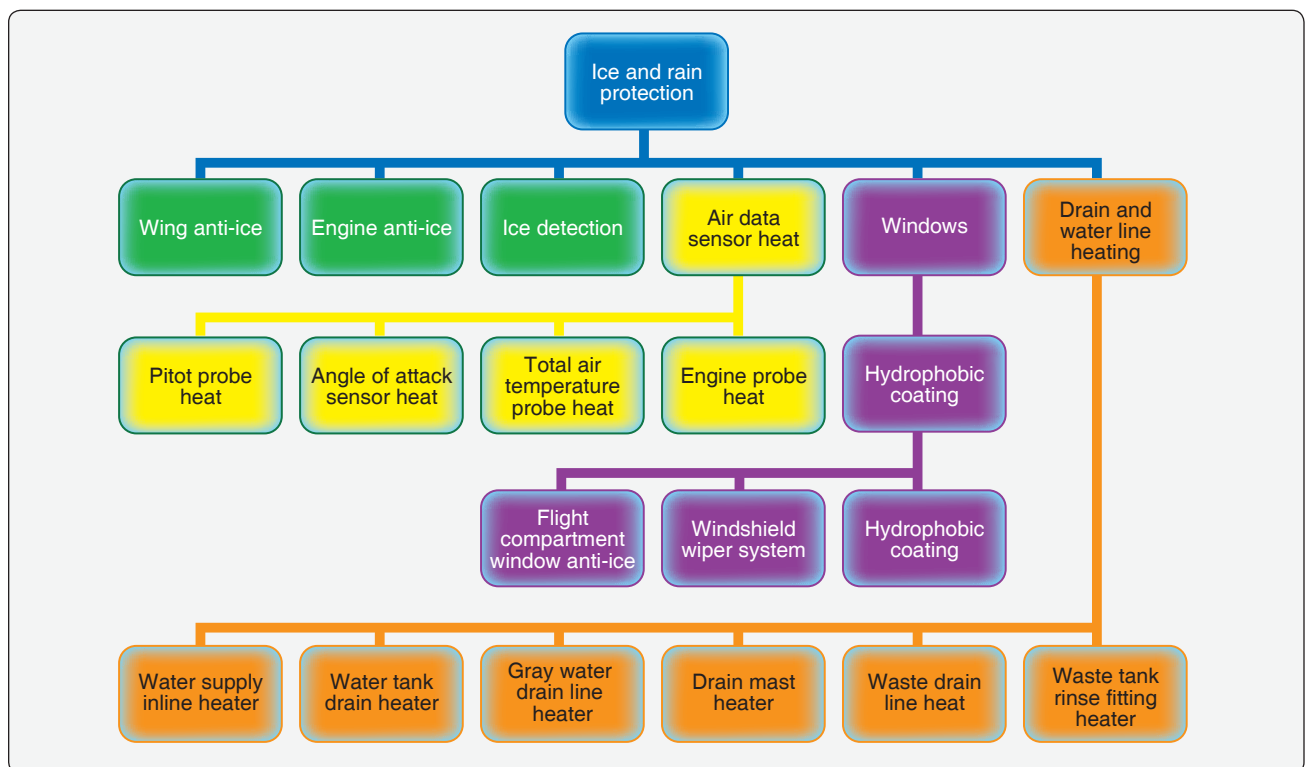 Ice and rain
protection
Wing anti-ice
Engine anti-ice
Ice detection
Air data
sensor heat
Windows
Drain and
water line
heating
Pitot probe
heat
Angle of attack
sensor heat
Total air
temperature
probe heat
Engine probe
heat
Hydrophobic
coating
Flight
compartment
window anti-ice
Windshield
wiper system
Hydrophobic
coating
Water supply
inline heater
Water tank
drain heater
Gray water
drain line
heater
Drain mast
heater
Waste drain
line heat
Waste tank
rinse fitting
heater